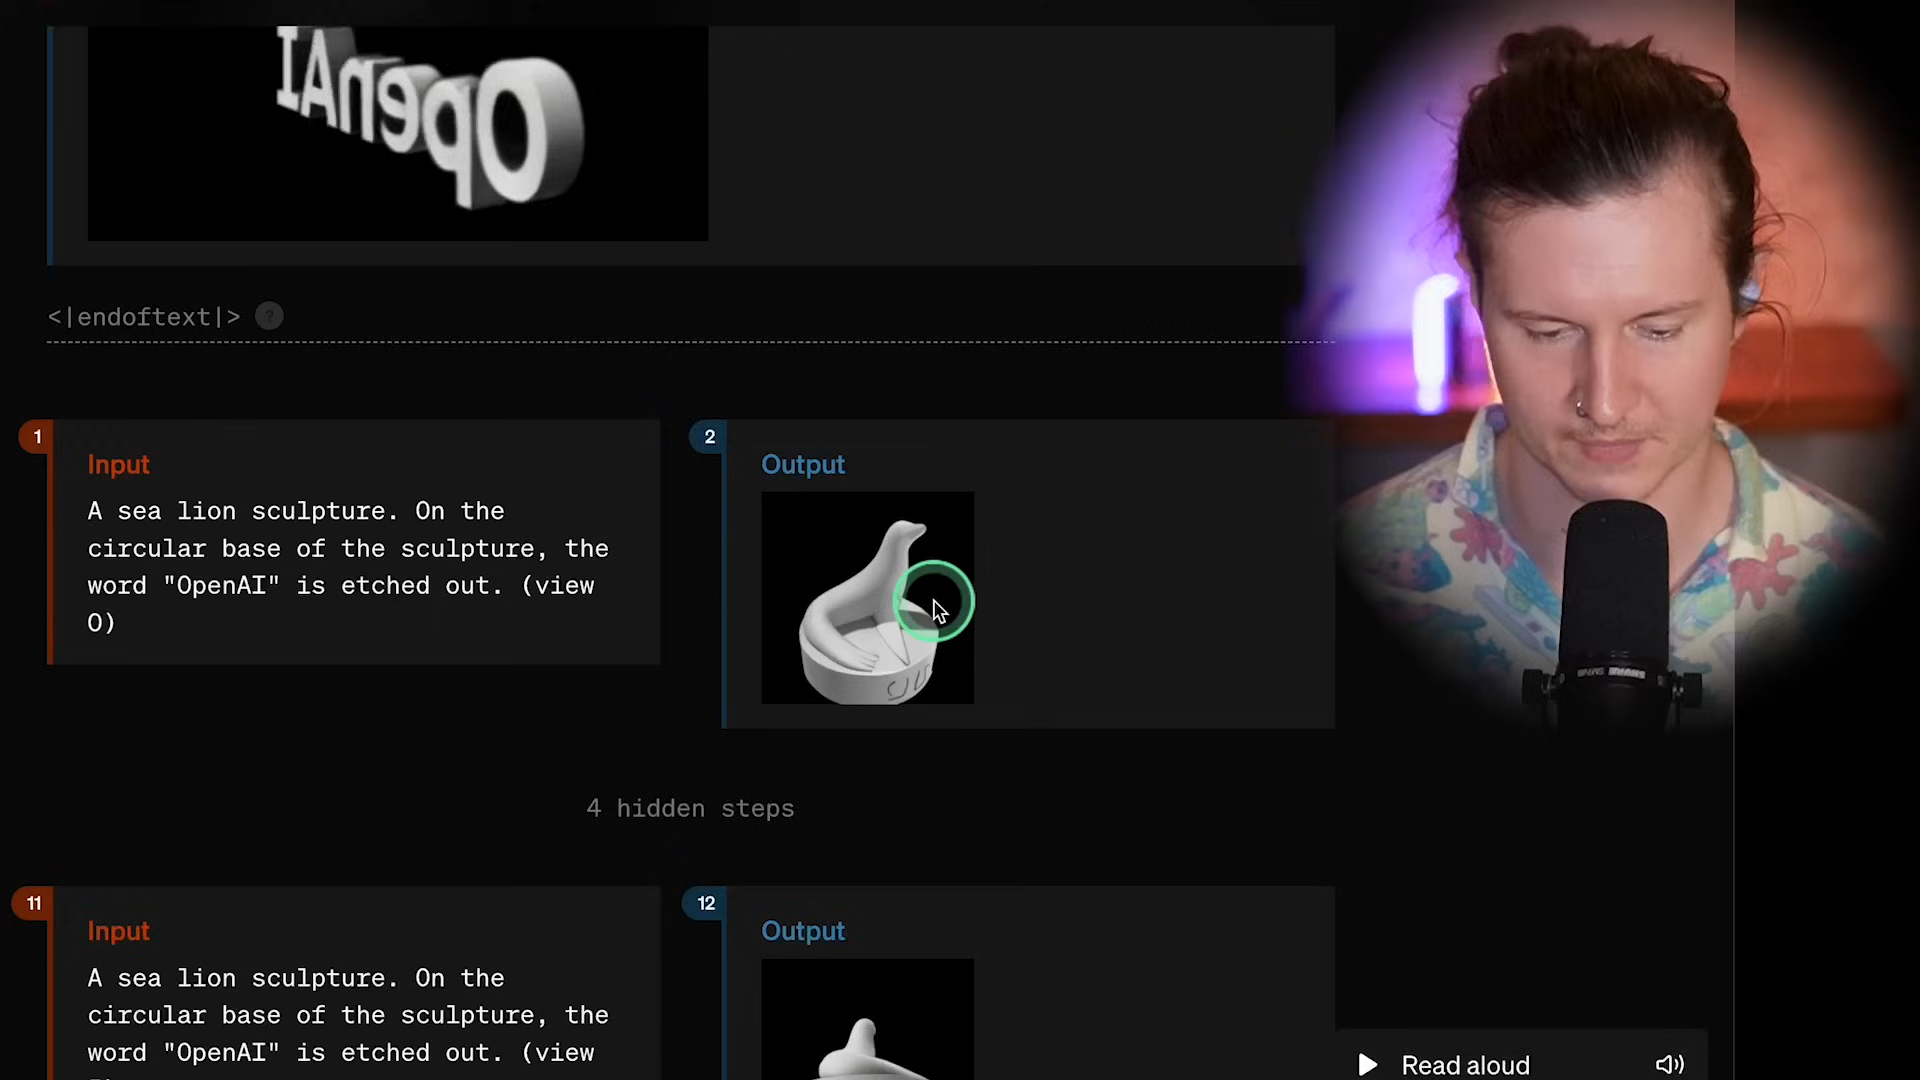 OpenAI
<|endoftext|> ?
1
Input
A sea lion sculpture. On the
circular base of the sculpture, the
word "OpenAI" is etched out. (view
0)
2
Output
4 hidden steps
11
Input
A sea lion sculpture. On the
circular base of the sculpture, the
word "OpenAI" is etched out. (view
12
Output
Read aloud